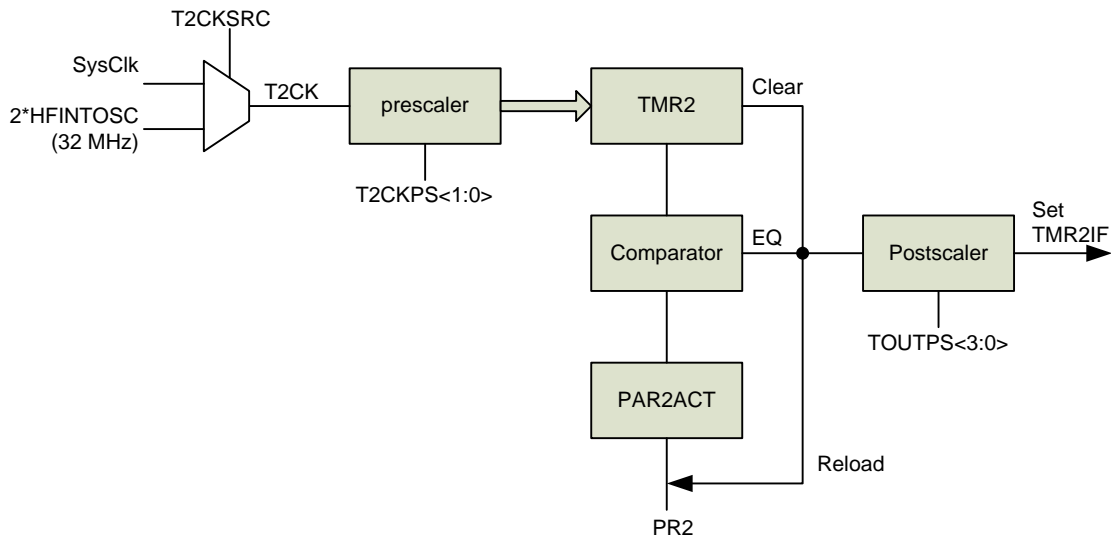 T2CKSRC
SysClk
2*HFINTOSC
(32 MHz)
T2CK
prescaler
T2CKPS<1:0>
TMR2
Clear
Comparator
EQ
Postscaler
Set
TMR2IF
TOUTPS<3:0>
PAR2ACT
Reload
PR2